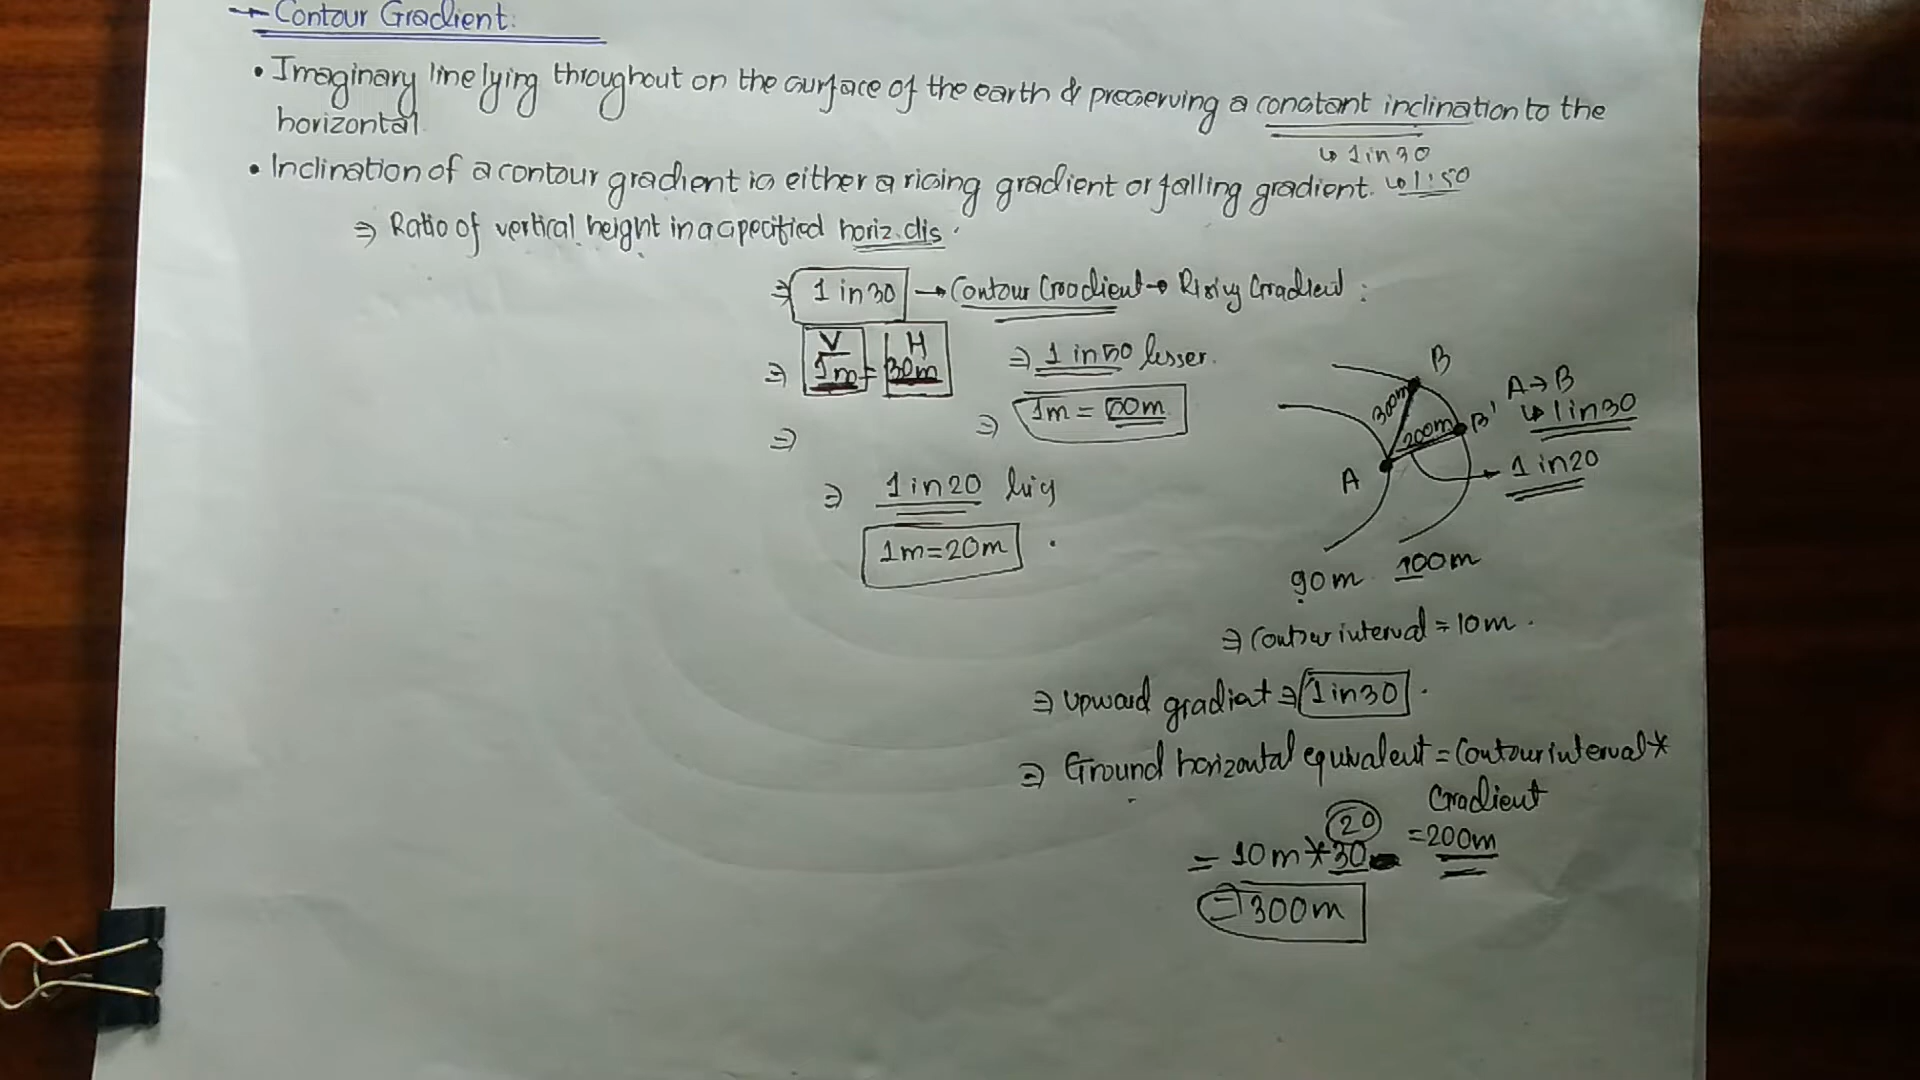 → Contour Gradient:
• Imaginary line lying throughout on the surface of the earth & preserving a constant inclination to the
horizontal.
↳ 1 in 30
• Inclination of a contour gradient is either a rising gradient or falling gradient. ↳ 1:50
⇒ Ratio of vertical height in a specified horiz. dis.
⇒ 1 in 30 → Contour Gradient → Rising Gradient:
V H
⇒ 1m = 30m
⇒ 1 in 50 lesser.
⇒ 1m = 50m
⇒
⇒ 1 in 20 hig
1m = 20m
B
300m
A → B
↳ 1 in 30
B'
200m
A
1 in 20
90m 100m
⇒ Contour interval = 10m.
⇒ upward gradient ⇒ 1 in 30.
⇒ Ground horizontal equivalent = Contour interval *
Gradient
20
= 10m * 30 = 200m
= 300m